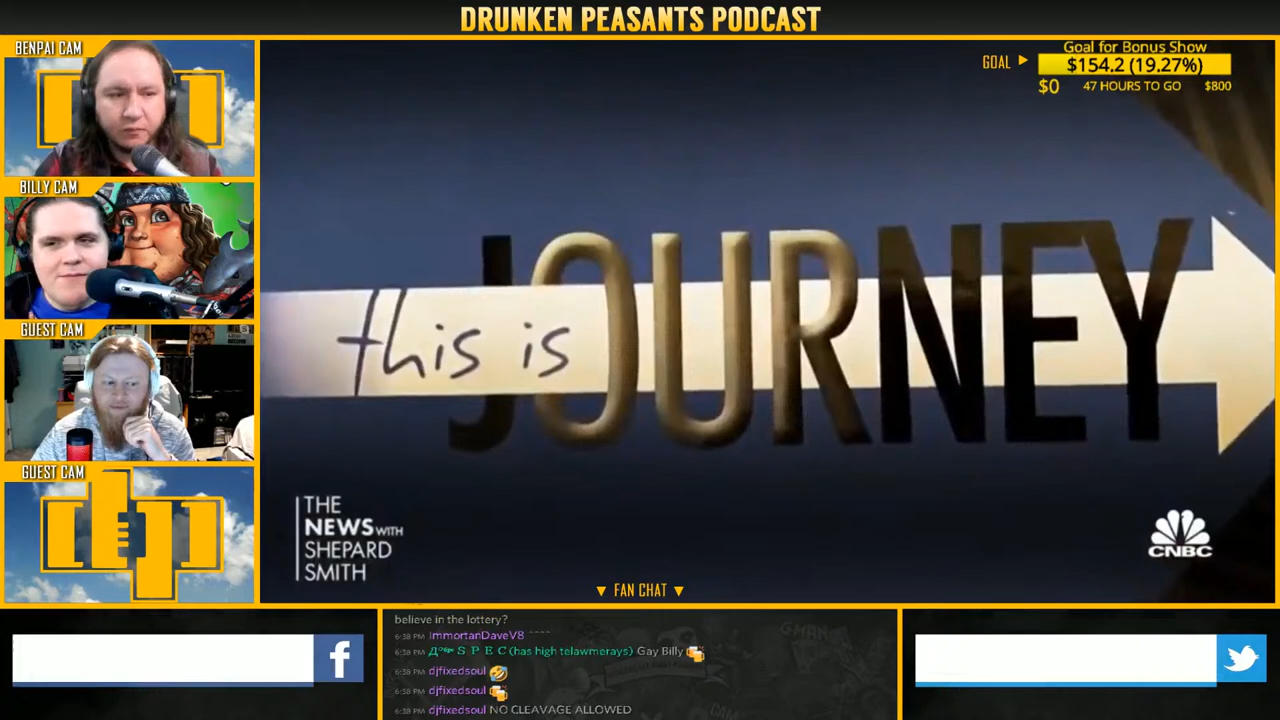 DRUNKEN PEASANTS PODCAST
BENPAI CAM
BILLY CAM
GUEST CAM
GUEST CAM
Goal for Bonus Show
GOAL
$154.2 (19.27%)
$0 47 HOURS TO GO $800
this is JOURNEY
THE
NEWS WITH
SHEPARD
SMITH
CNBC
FAN CHAT
believe in the lottery?
6:38 PM ImmortanDaveV8 ^^^^
6:38 PM S P E C (has high telawmerays) Gay Billy
6:38 PM djfixedsoul
6:38 PM djfixedsoul
6:38 PM djfixedsoul NO CLEAVAGE ALLOWED